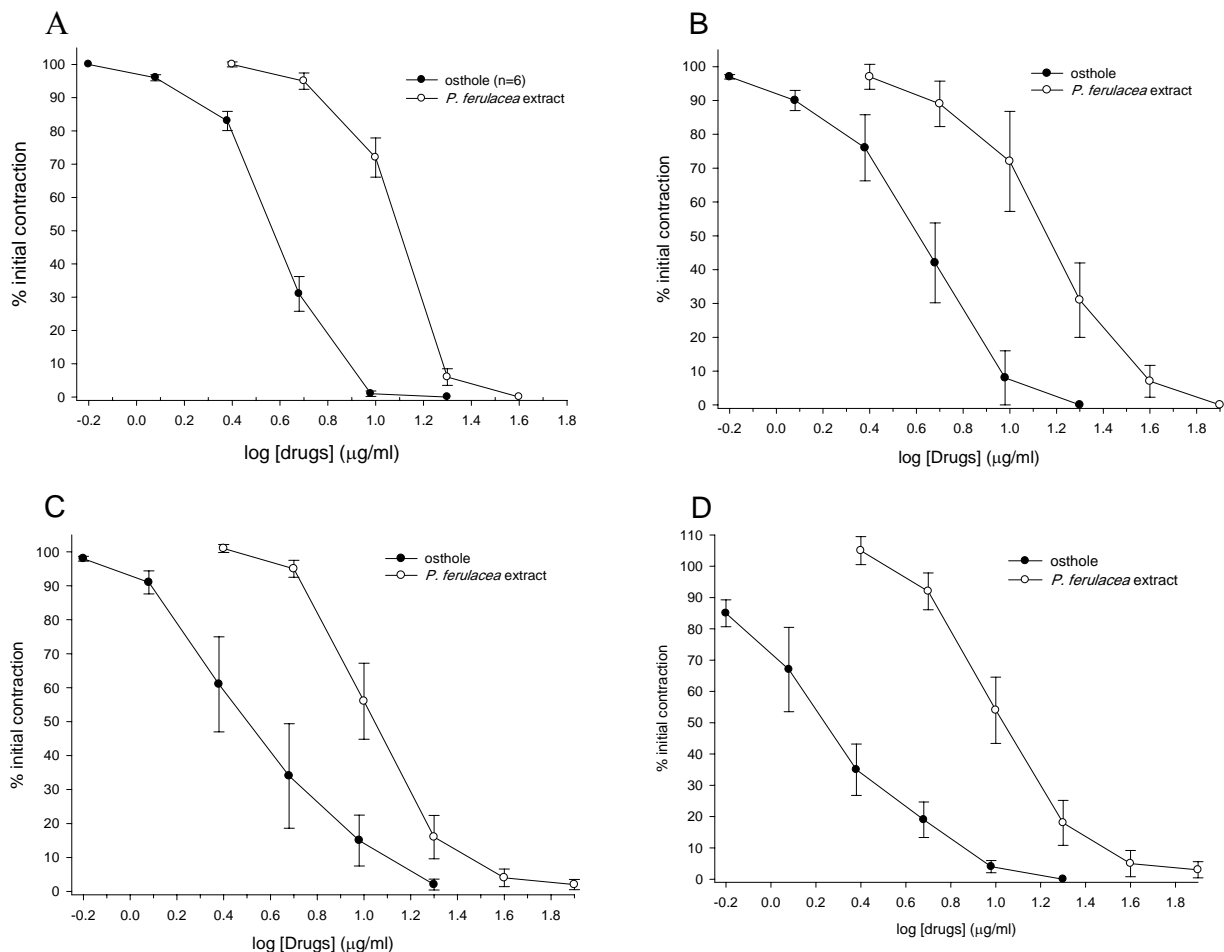 A
% initial contraction
100
90
80
70
60
50
40
30
20
10
0
-0.2 0.0 0.2 0.4 0.6 0.8 1.0 1.2 1.4 1.6 1.8
log [drugs] (μg/ml)
osthole (n=6)
P. ferulacea extract
B
% initial contraction
100
90
80
70
60
50
40
30
20
10
0
-0.2 0.0 0.2 0.4 0.6 0.8 1.0 1.2 1.4 1.6 1.8
log [Drugs] (μg/ml)
osthole
P. ferulacea extract
C
% initial contraction
100
90
80
70
60
50
40
30
20
10
0
-0.2 0.0 0.2 0.4 0.6 0.8 1.0 1.2 1.4 1.6 1.8
log [Drugs] (μg/ml)
osthole
P. ferulacea extract
D
% initial contraction
110
100
90
80
70
60
50
40
30
20
10
0
-0.2 0.0 0.2 0.4 0.6 0.8 1.0 1.2 1.4 1.6 1.8
log [drugs] (μg/ml)
osthole
P. ferulacea extract